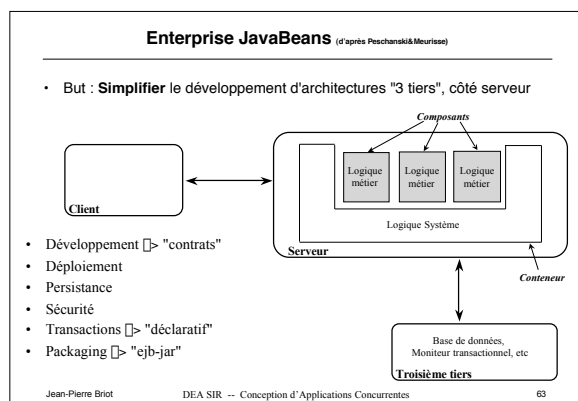 Enterprise JavaBeans (d'après Peschanski&Meurisse)
• But : Simplifier le développement d'architectures "3 tiers", côté serveur
Composants
Logique métier
Logique métier
Logique métier
Client
Logique Système
Serveur
Conteneur
• Développement □> "contrats"
• Déploiement
• Persistance
• Sécurité
• Transactions □> "déclaratif"
• Packaging □> "ejb-jar"
Base de données,
Moniteur transactionnel, etc
Troisième tiers
Jean-Pierre Briot DEA SIR -- Conception d'Applications Concurrentes 63